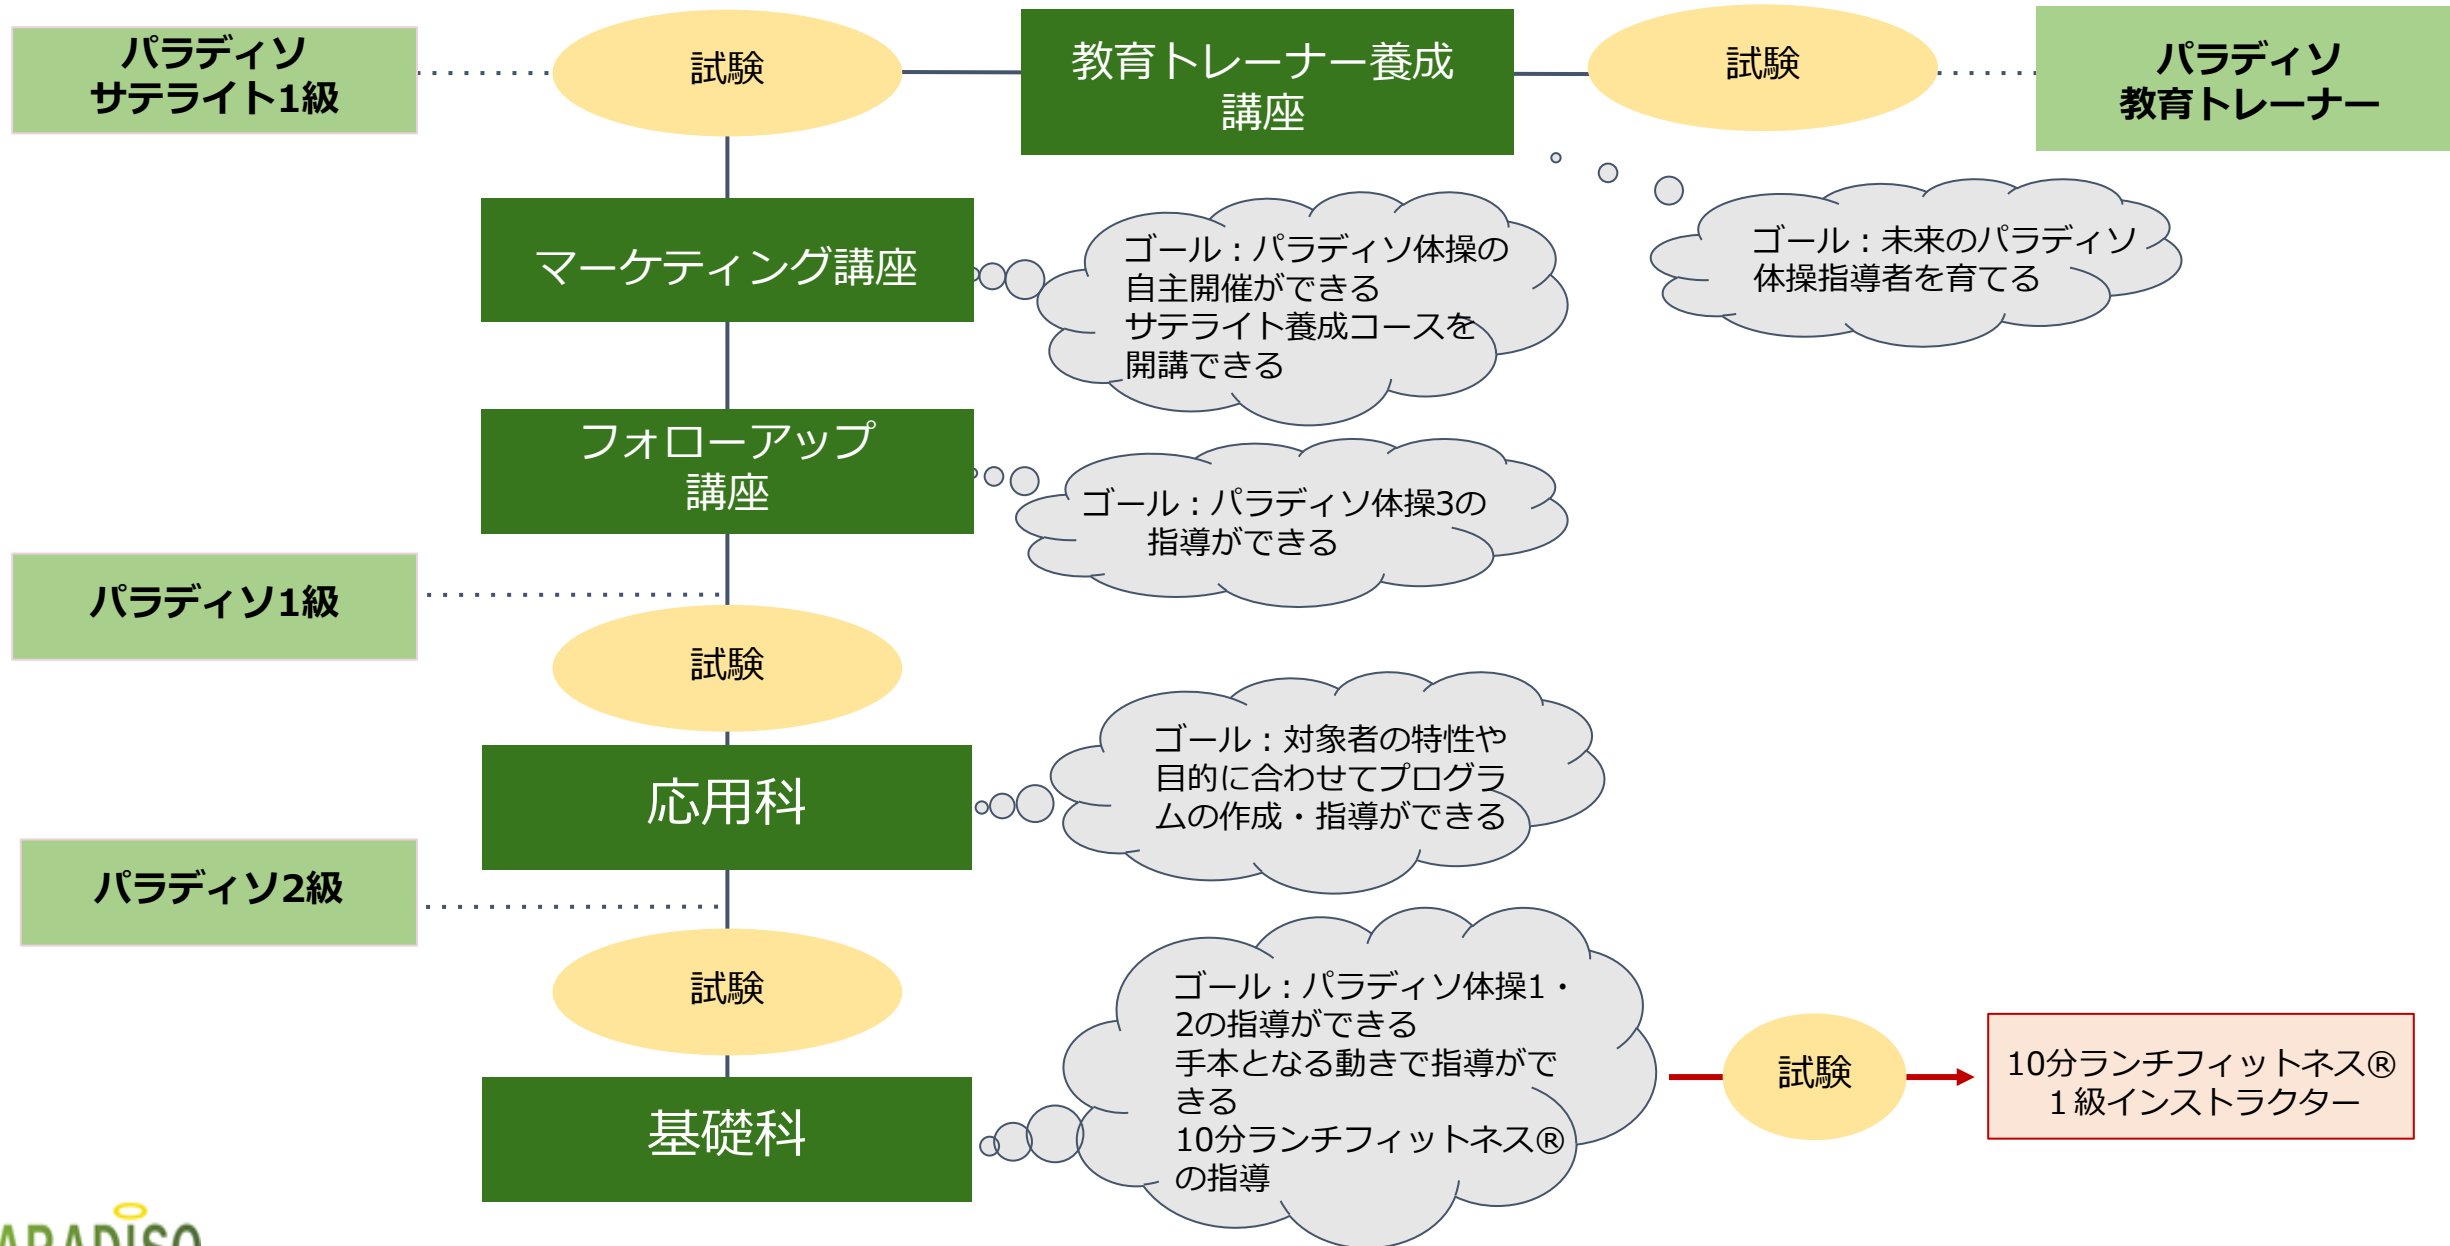 パラディソ
サテライト1級
試験
教育トレーナー養成
講座
試験
パラディソ
教育トレーナー
マーケティング講座
ゴール：パラディソ体操の
自主開催ができる
サテライト養成コースを
開講できる
ゴール：未来のパラディソ
体操指導者を育てる
フォローアップ
講座
ゴール：パラディソ体操3の
指導ができる
パラディソ1級
試験
応用科
ゴール：対象者の特性や
目的に合わせてプログラ
ムの作成・指導ができる
パラディソ2級
試験
基礎科
ゴール：パラディソ体操1・
2の指導ができる
手本となる動きで指導がで
きる
10分ランチフィットネス®
の指導
試験
10分ランチフィットネス®
１級インストラクター
ARADISO